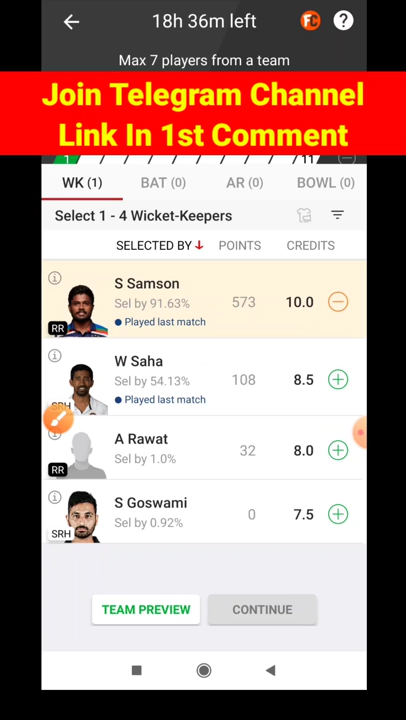 18h 36m left
FC
?
Max 7 players from a team
Join Telegram Channel
Link In 1st Comment
1
11
WK (1)
BAT (0)
AR (0)
BOWL (0)
Select 1 - 4 Wicket-Keepers
SELECTED BY
POINTS
CREDITS
S Samson
Sel by 91.63%
573
10.0
Played last match
RR
W Saha
Sel by 54.13%
108
8.5
Played last match
SRH
A Rawat
Sel by 1.0%
32
8.0
RR
S Goswami
Sel by 0.92%
0
7.5
SRH
TEAM PREVIEW
CONTINUE